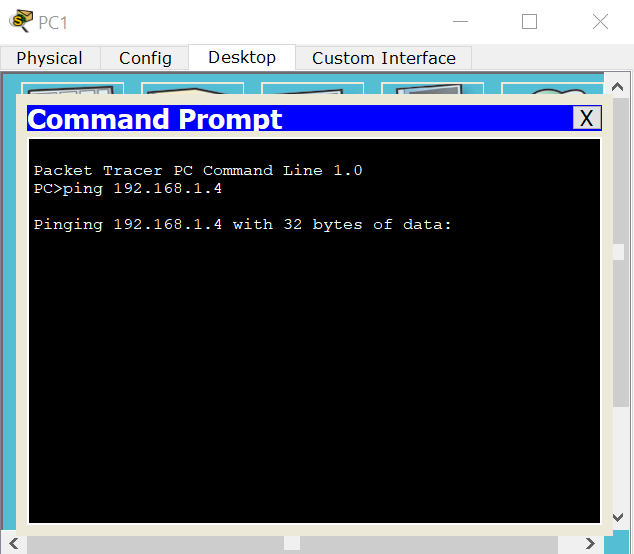 PC1
Physical Config Desktop Custom Interface
Command Prompt X
Packet Tracer PC Command Line 1.0
PC>ping 192.168.1.4
Pinging 192.168.1.4 with 32 bytes of data: